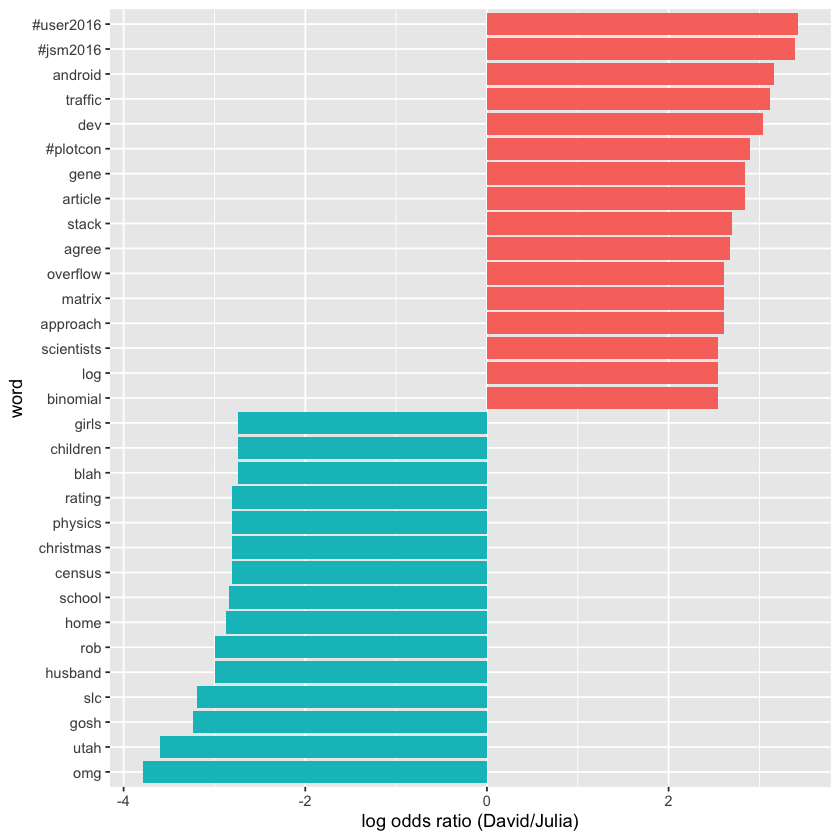 #user2016
#jsm2016
android
traffic
dev
#plotcon
gene
article
stack
agree
overflow
matrix
approach
scientists
log
binomial
girls
children
blah
rating
physics
christmas
census
school
home
rob
husband
slc
gosh
utah
omg
word
-4 -2 0 2
log odds ratio (David/Julia)